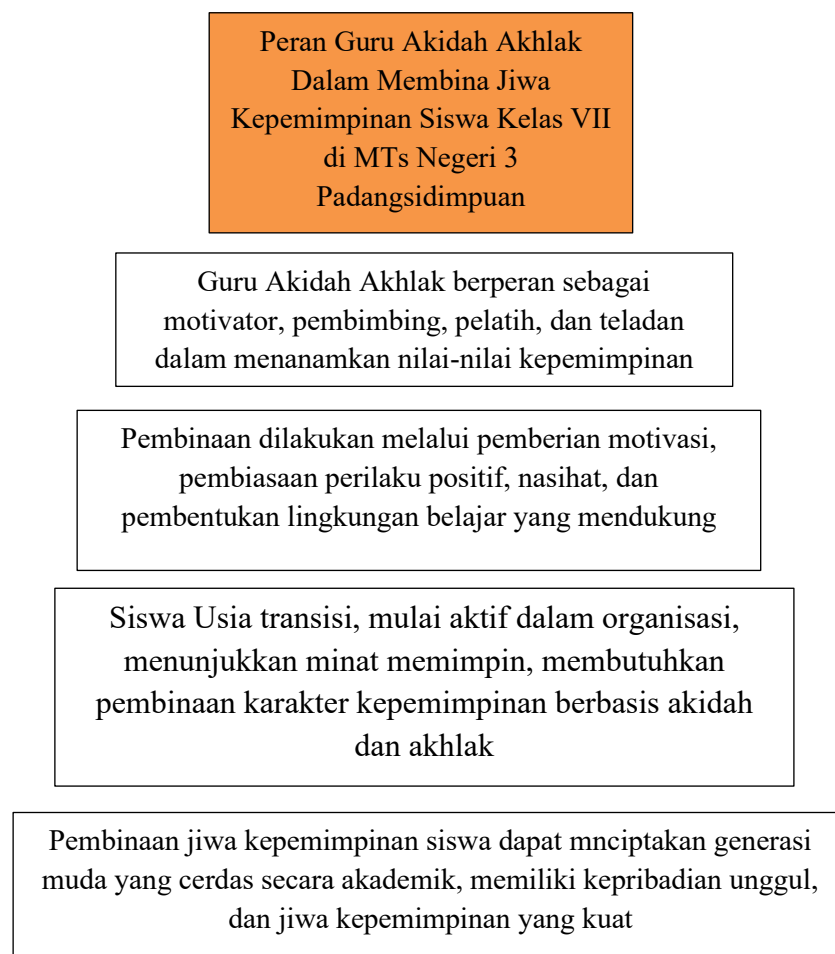 Peran Guru Akidah Akhlak
Dalam Membina Jiwa
Kepemimpinan Siswa Kelas VII
di MTs Negeri 3
Padangsidimpuan
Guru Akidah Akhlak berperan sebagai
motivator, pembimbing, pelatih, dan teladan
dalam menanamkan nilai-nilai kepemimpinan
Pembinaan dilakukan melalui pemberian motivasi,
pembiasaan perilaku positif, nasihat, dan
pembentukan lingkungan belajar yang mendukung
Siswa Usia transisi, mulai aktif dalam organisasi,
menunjukkan minat memimpin, membutuhkan
pembinaan karakter kepemimpinan berbasis akidah
dan akhlak
Pembinaan jiwa kepemimpinan siswa dapat mnciptakan generasi
muda yang cerdas secara akademik, memiliki kepribadian unggul,
dan jiwa kepemimpinan yang kuat